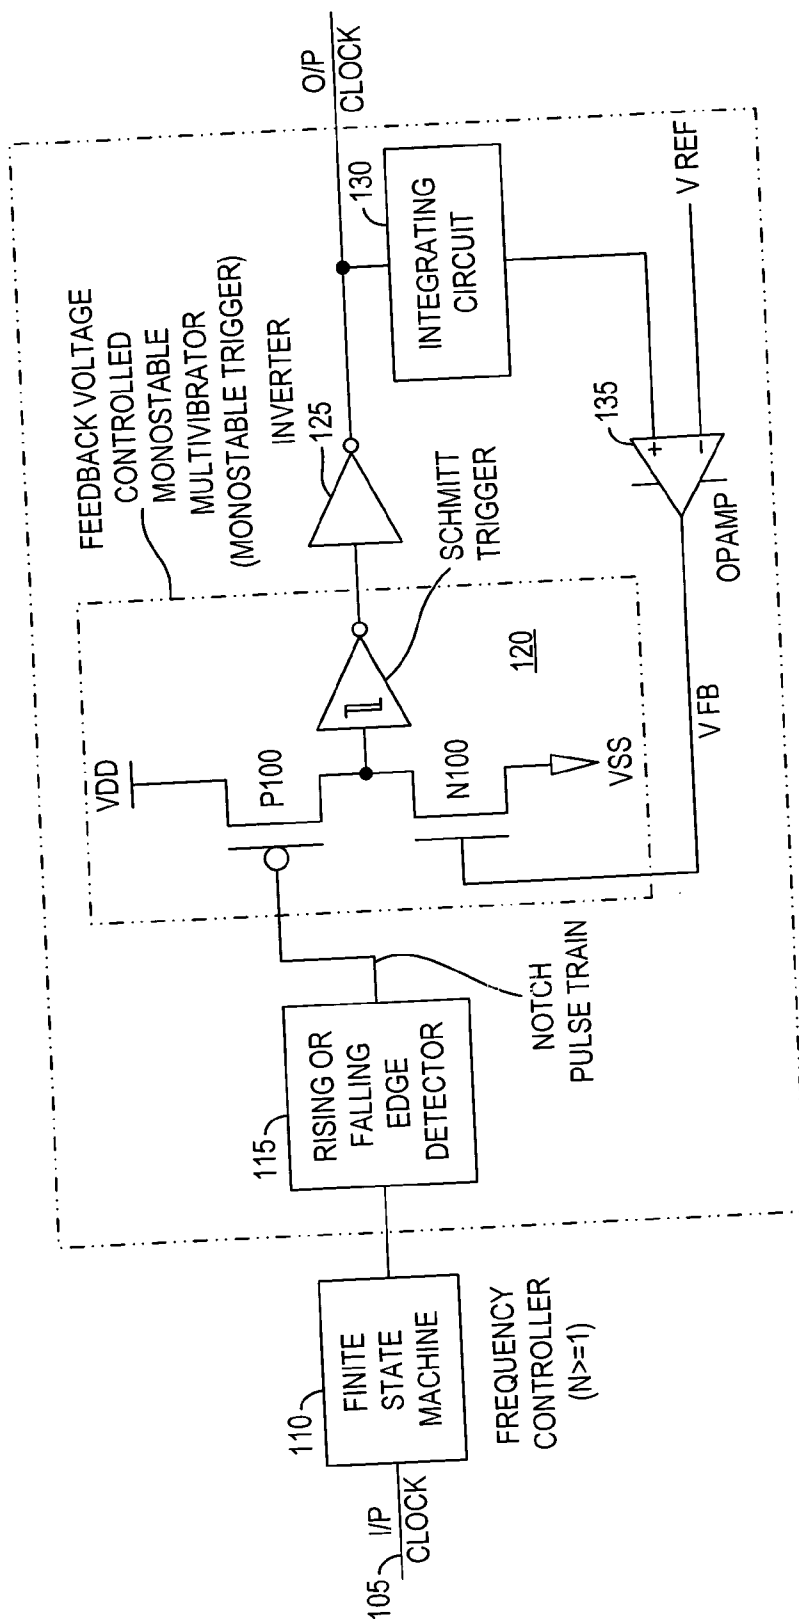 105
I/P
CLOCK
110
FINITE
STATE
MACHINE
FREQUENCY
CONTROLLER
(N>=1)
115
RISING OR
FALLING
EDGE
DETECTOR
NOTCH
PULSE TRAIN
FEEDBACK VOLTAGE
CONTROLLED
MONOSTABLE
MULTIVIBRATOR
(MONOSTABLE TRIGGER)
VDD
P100
N100
VSS
120
SCHMITT
TRIGGER
INVERTER
125
O/P
CLOCK
130
INTEGRATING
CIRCUIT
135
+
-
OPAMP
V REF
V FB